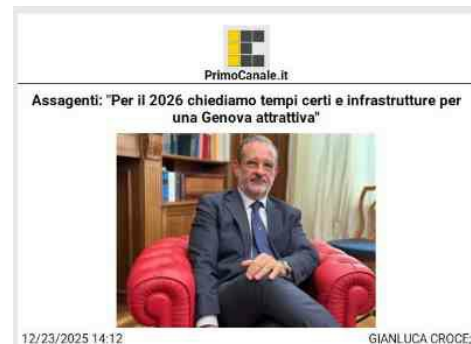 PrimoCanale.it
Assagenti: "Per il 2026 chiediamo tempi certi e infrastrutture per
una Genova attrattiva"
12/23/2025 14:12 GIANLUCA CROCE;